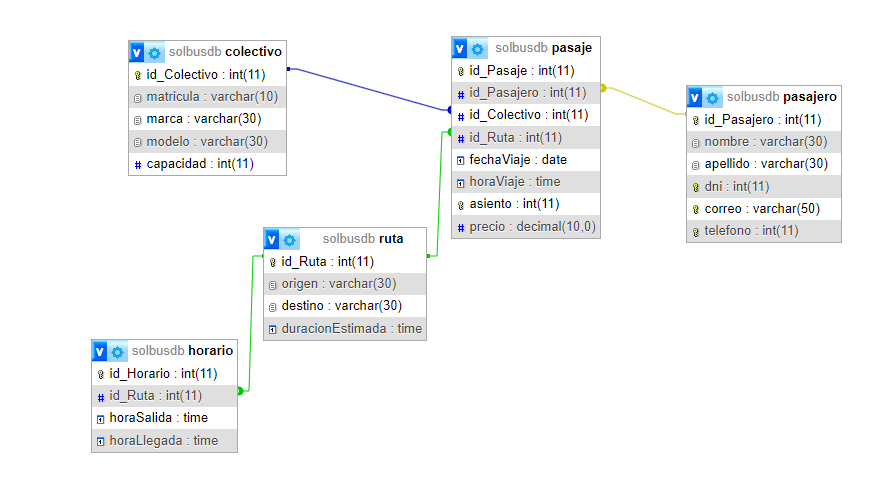 solbusdb colectivo
id_Colectivo : int(11)
matricula : varchar(10)
marca : varchar(30)
modelo : varchar(30)
# capacidad : int(11)
solbusdb pasaje
id_Pasaje : int(11)
# id_Pasajero : int(11)
# id_Colectivo : int(11)
# id_Ruta : int(11)
fechaViaje : date
horaViaje : time
asiento : int(11)
# precio : decimal(10,0)
solbusdb pasajero
id_Pasajero : int(11)
nombre : varchar(30)
apellido : varchar(30)
dni : int(11)
correo : varchar(50)
telefono : int(11)
solbusdb ruta
id_Ruta : int(11)
origen : varchar(30)
destino : varchar(30)
duracionEstimada : time
solbusdb horario
id_Horario : int(11)
# id_Ruta : int(11)
horaSalida : time
horaLlegada : time